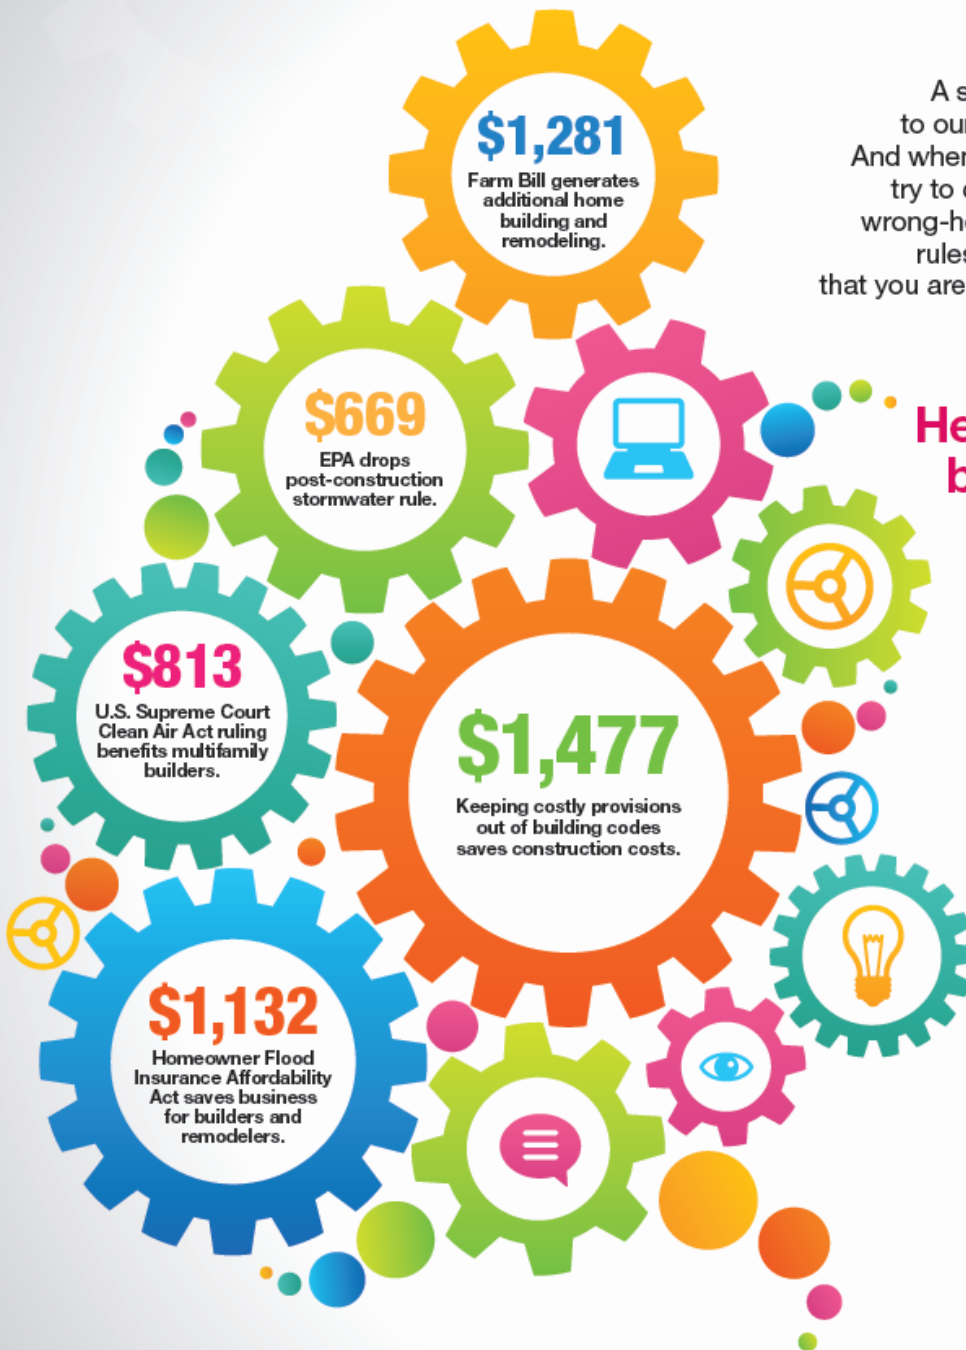 $1,281
Farm Bill generates
additional home
building and
remodeling.
A
to
And
try to
rules
that you are
$669
EPA drops
post-construction
stormwater rule.
$813
U.S. Supreme Court
Clean Air Act ruling
benefits multifamily
builders.
$1,477
Keeping costly provisions
out of building codes
saves construction costs.
$1,132
Homeowner Flood
Insurance Affordability
Act saves business
for builders and
remodelers.